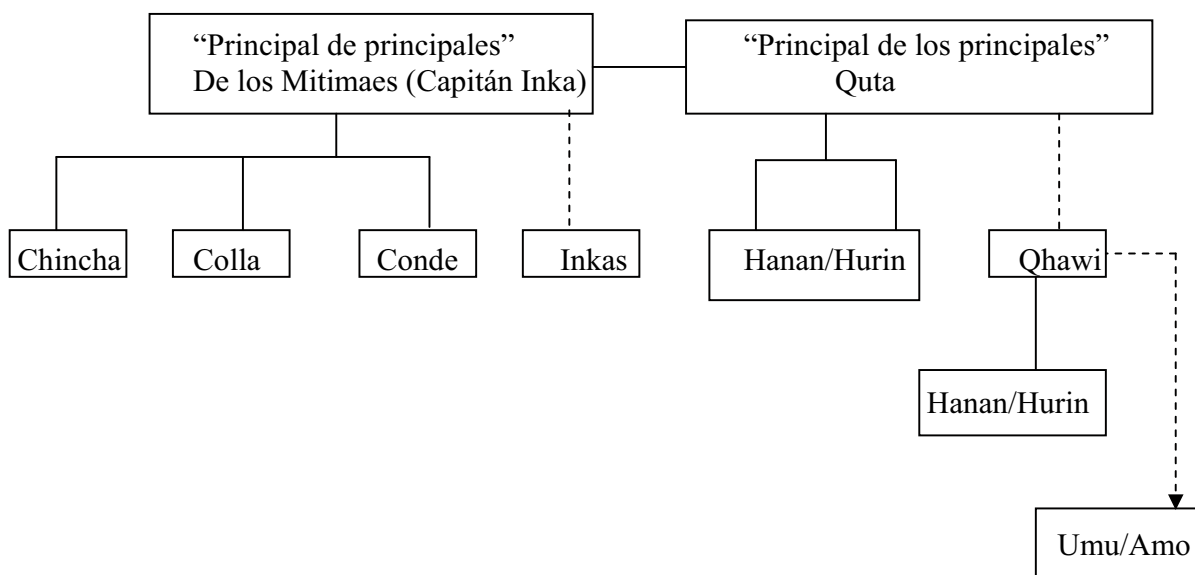 “Principal de principales”
De los Mitimaes (Capitán Inka)
“Principal de los principales”
Quta
Chincha
Colla
Conde
Inkas
Hanan/Hurin
Qhawi
Hanan/Hurin
Umu/Amo